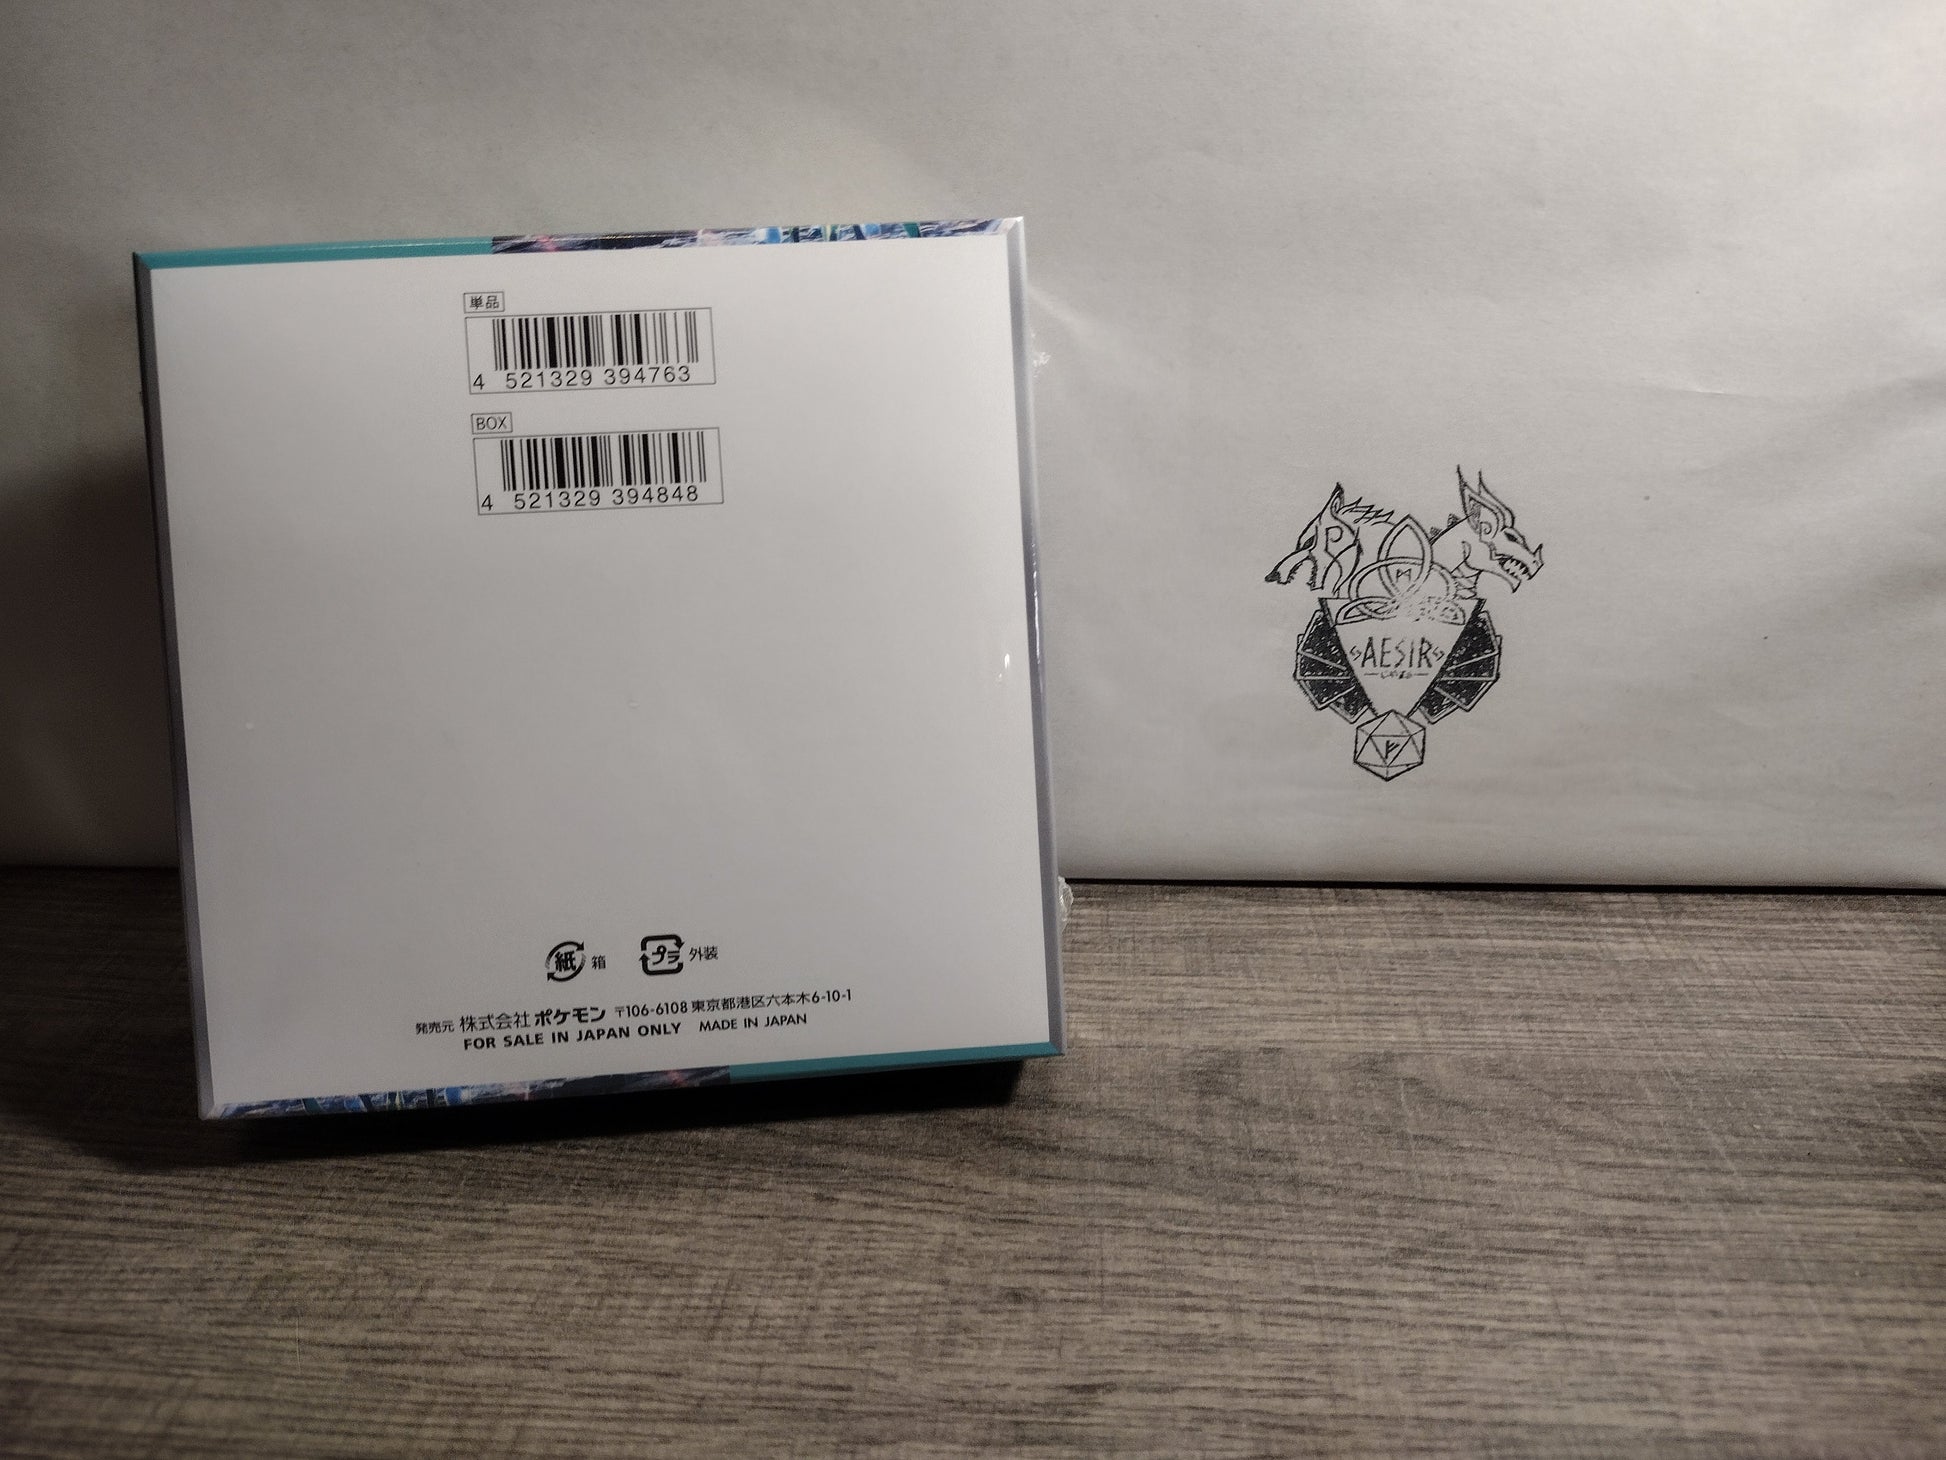 単品
4 521329 394763
BOX
4 521329 394848
紙 箱 プラ 外装
発売元 株式会社 ポケモン 〒106-6108 東京都港区六本木6-10-1
FOR SALE IN JAPAN ONLY MADE IN JAPAN
AESIR